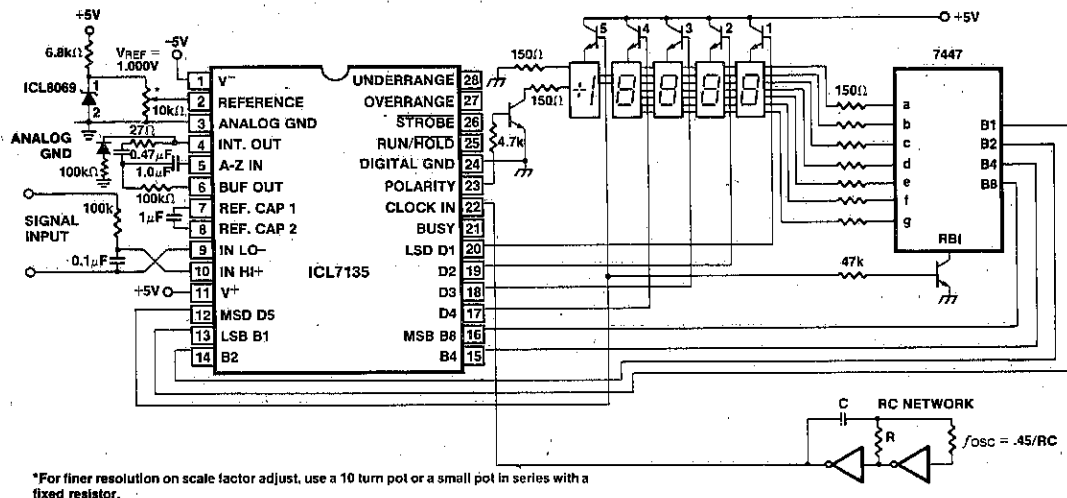 +5V
6.8kΩ
VREF =
1.000V
-5V
ICL8069
1
2
*
10kΩ
ANALOG
GND
27Ω
0.47µF
1.0µF
100kΩ
100kΩ
100k
SIGNAL
INPUT
1µF
0.1µF
+5V
1 V−
2 REFERENCE
3 ANALOG GND
4 INT. OUT
5 A-Z IN
6 BUF OUT
7 REF. CAP 1
8 REF. CAP 2
9 IN LO-
10 IN HI+
11 V+
12 MSD D5
13 LSB B1
14 B2
ICL7135
UNDERRANGE 28
OVERRANGE 27
STROBE 26
RUN/HOLD 25
DIGITAL GND 24
POLARITY 23
CLOCK IN 22
BUSY 21
LSD D1 20
D2 19
D3 18
D4 17
MSB B8 16
B4 15
150Ω
150Ω
4.7k
5 4 3 2 1
+5V
7447
150Ω
a
b
c
d
e
f
g
B1
B2
B4
B8
RBI
47k
C
RC NETWORK
R
fOSC = .45/RC
*For finer resolution on scale factor adjust, use a 10 turn pot or a small pot in series with a
fixed resistor.